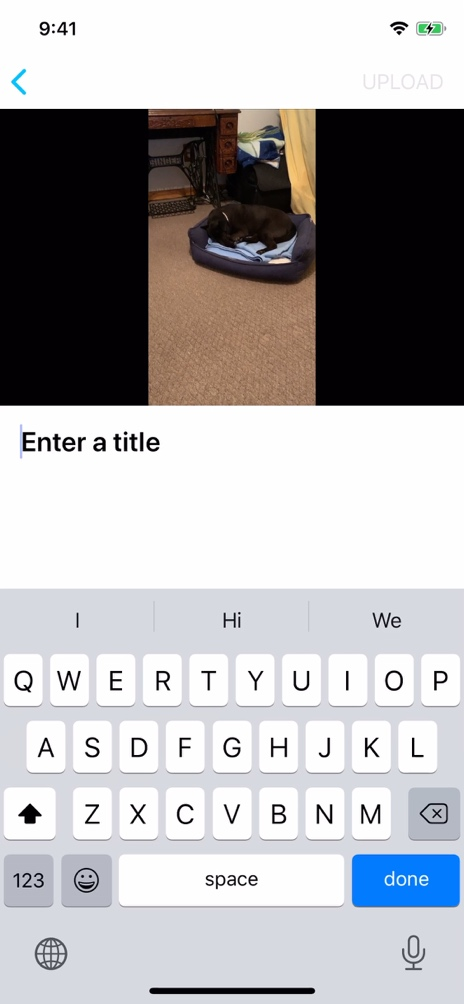 9:41
UPLOAD
Enter a title
I Hi We
Q W E R T Y U I O P
A S D F G H J K L
Z X C V B N M
123 space done